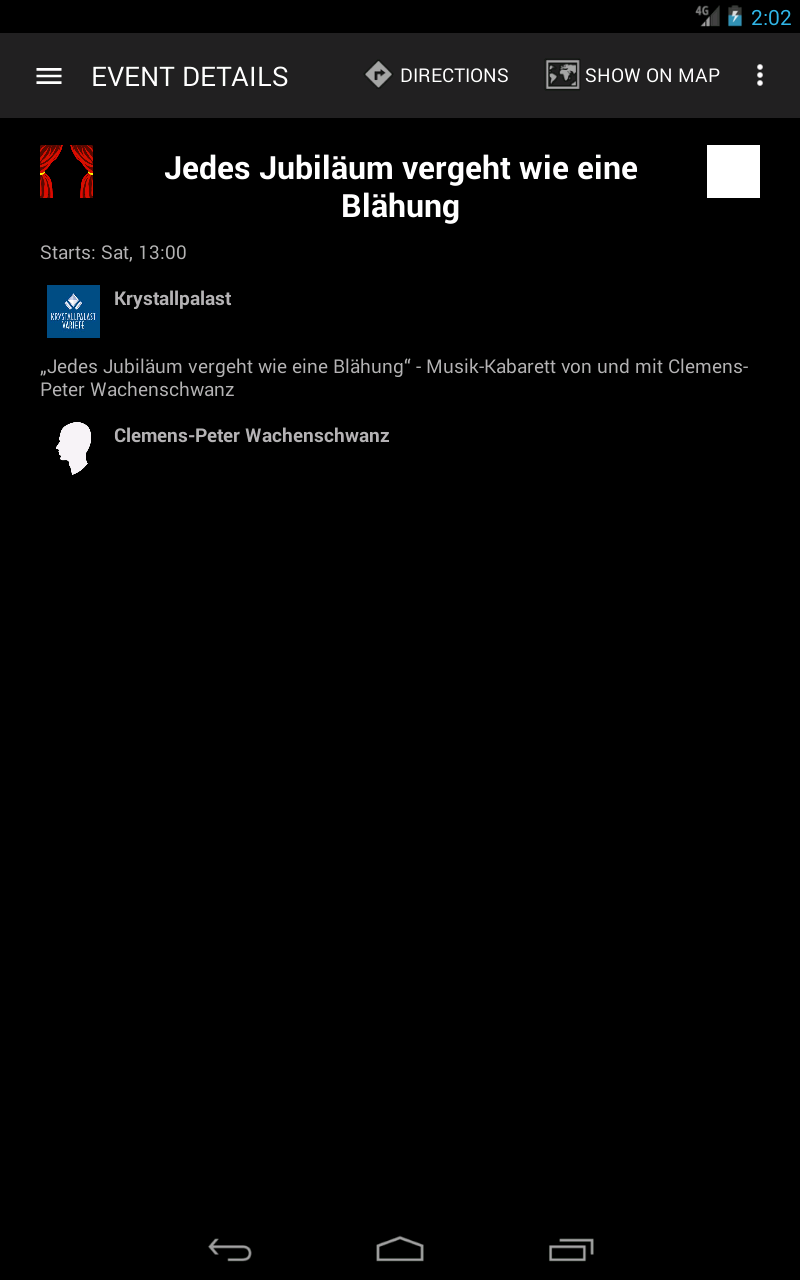 4G 2:02
EVENT DETAILS DIRECTIONS SHOW ON MAP
Jedes Jubiläum vergeht wie eine
Blähung
Starts: Sat, 13:00
Krystallpalast
KRYSTALLPALAST
VARIETE
„Jedes Jubiläum vergeht wie eine Blähung“ - Musik-Kabarett von und mit Clemens-
Peter Wachenschwanz
Clemens-Peter Wachenschwanz